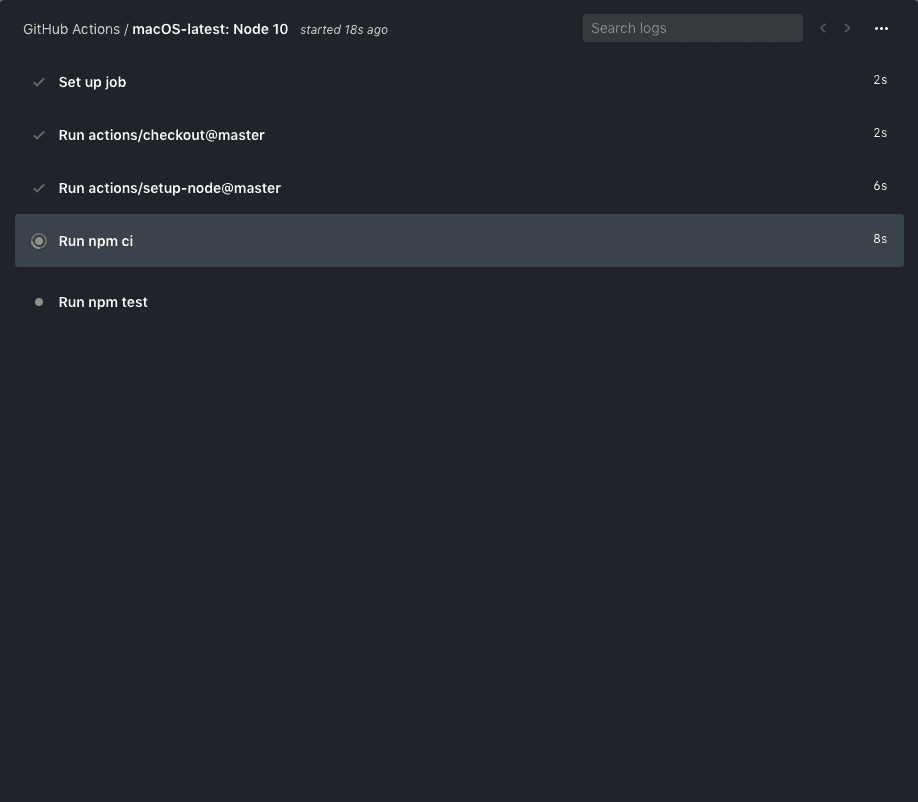 GitHub Actions / macOS-latest: Node 10 started 18s ago Search logs
Set up job 2s
Run actions/checkout@master 2s
Run actions/setup-node@master 6s
Run npm ci 8s
Run npm test